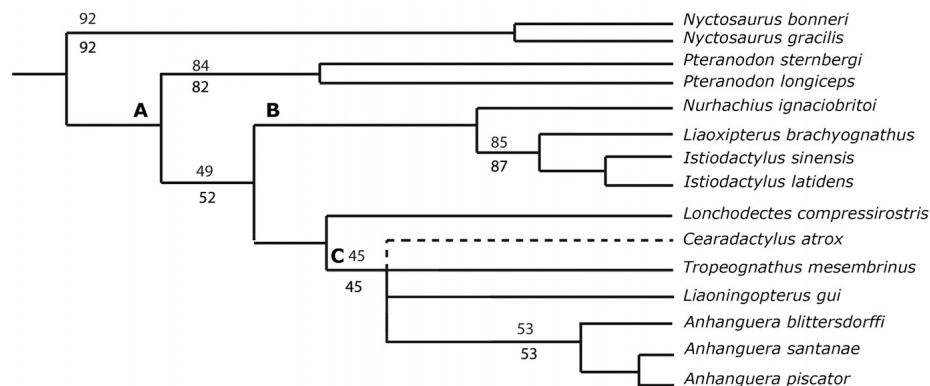 92
Nyctosaurus bonneri
92
Nyctosaurus gracilis
84
Pteranodon sternbergi
82
Pteranodon longiceps
A
B
Nurhachius ignaciobritoi
85
Liaoxipterus brachyognathus
87
Istiodactylus sinensis
49
52
Istiodactylus latidens
Lonchodectes compressirostris
Cearadactylus atrox
C 45
45
Tropeognathus mesembrinus
Liaoningopterus gui
53
Anhanguera blittersdorffi
53
Anhanguera santanae
Anhanguera piscator